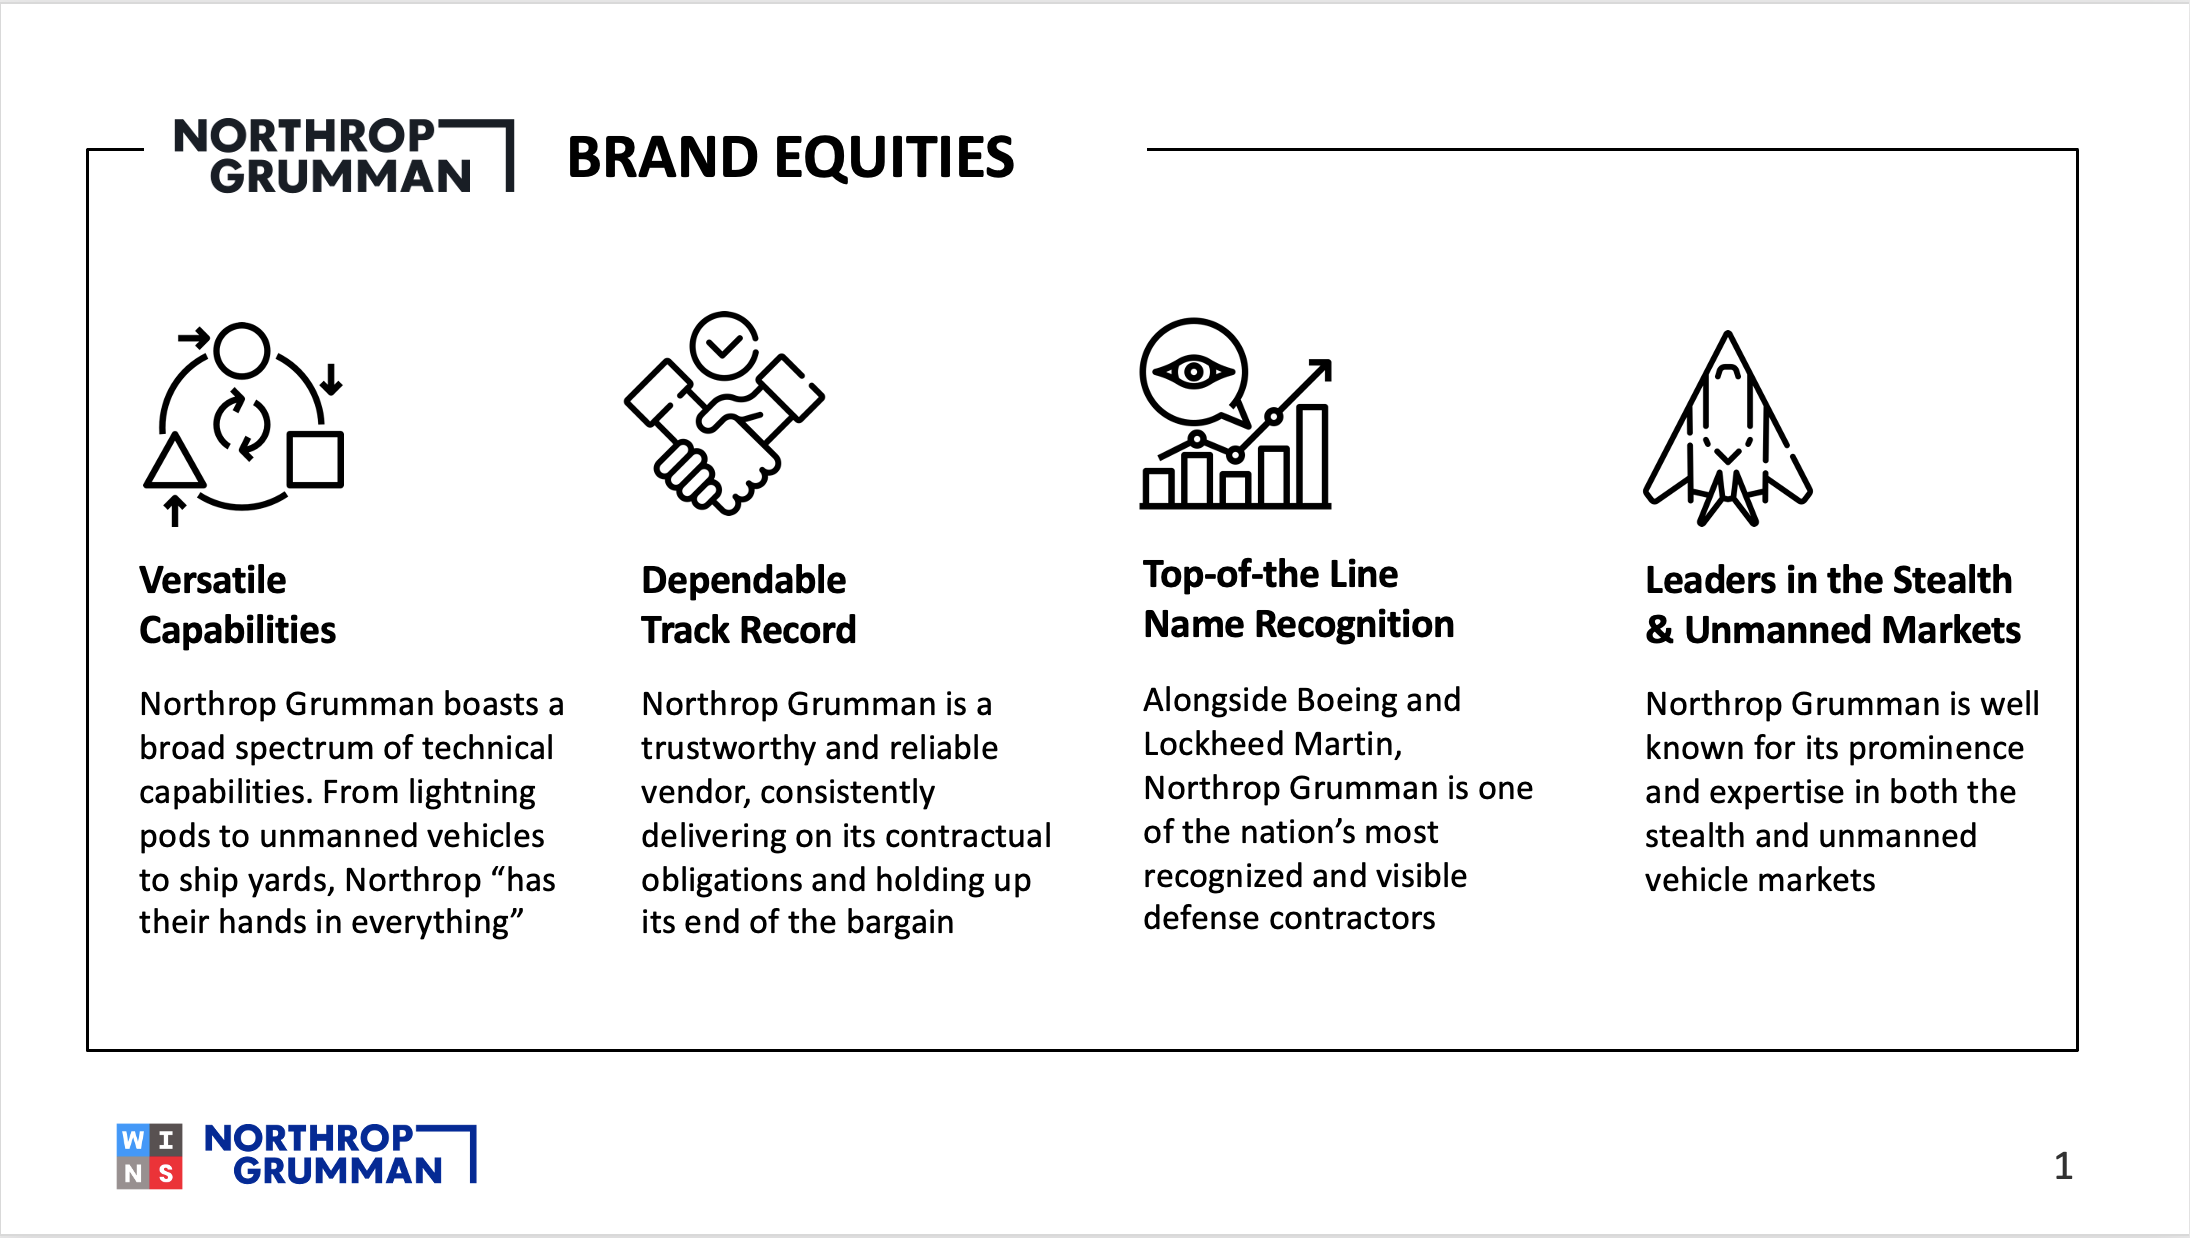 NORTHROP
GRUMMAN
BRAND EQUITIES
Versatile
Capabilities
Northrop Grumman boasts a
broad spectrum of technical
capabilities. From lightning
pods to unmanned vehicles
to ship yards, Northrop “has
their hands in everything”
Dependable
Track Record
Northrop Grumman is a
trustworthy and reliable
vendor, consistently
delivering on its contractual
obligations and holding up
its end of the bargain
Top-of-the Line
Name Recognition
Alongside Boeing and
Lockheed Martin,
Northrop Grumman is one
of the nation’s most
recognized and visible
defense contractors
Leaders in the Stealth
& Unmanned Markets
Northrop Grumman is well
known for its prominence
and expertise in both the
stealth and unmanned
vehicle markets
W I
N S
NORTHROP
GRUMMAN
1